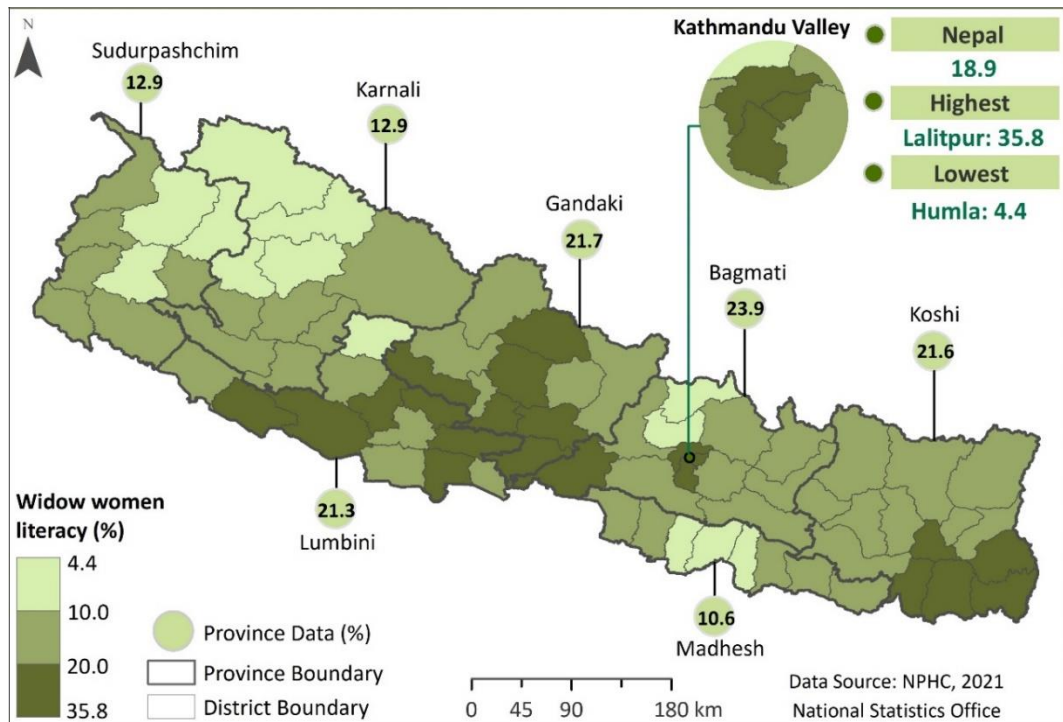 N
Sudurpashchim
12.9
Karnali
12.9
Gandaki
21.7
Bagmati
23.9
Koshi
21.6
Kathmandu Valley
Nepal
18.9
Highest
Lalitpur: 35.8
Lowest
Humla: 4.4
21.3
Lumbini
10.6
Madhesh
Widow women
literacy (%)
4.4
10.0
20.0
35.8
Province Data (%)
Province Boundary
District Boundary
0 45 90 180 km
Data Source: NPHC, 2021
National Statistics Office